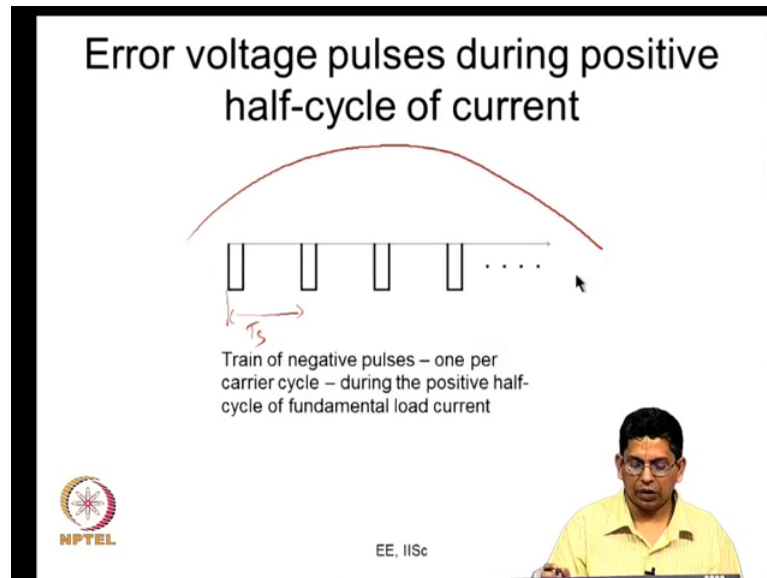 Error voltage pulses during positive
half-cycle of current
Ts
Train of negative pulses – one per
carrier cycle – during the positive half-
cycle of fundamental load current
NPTEL
EE, IISc